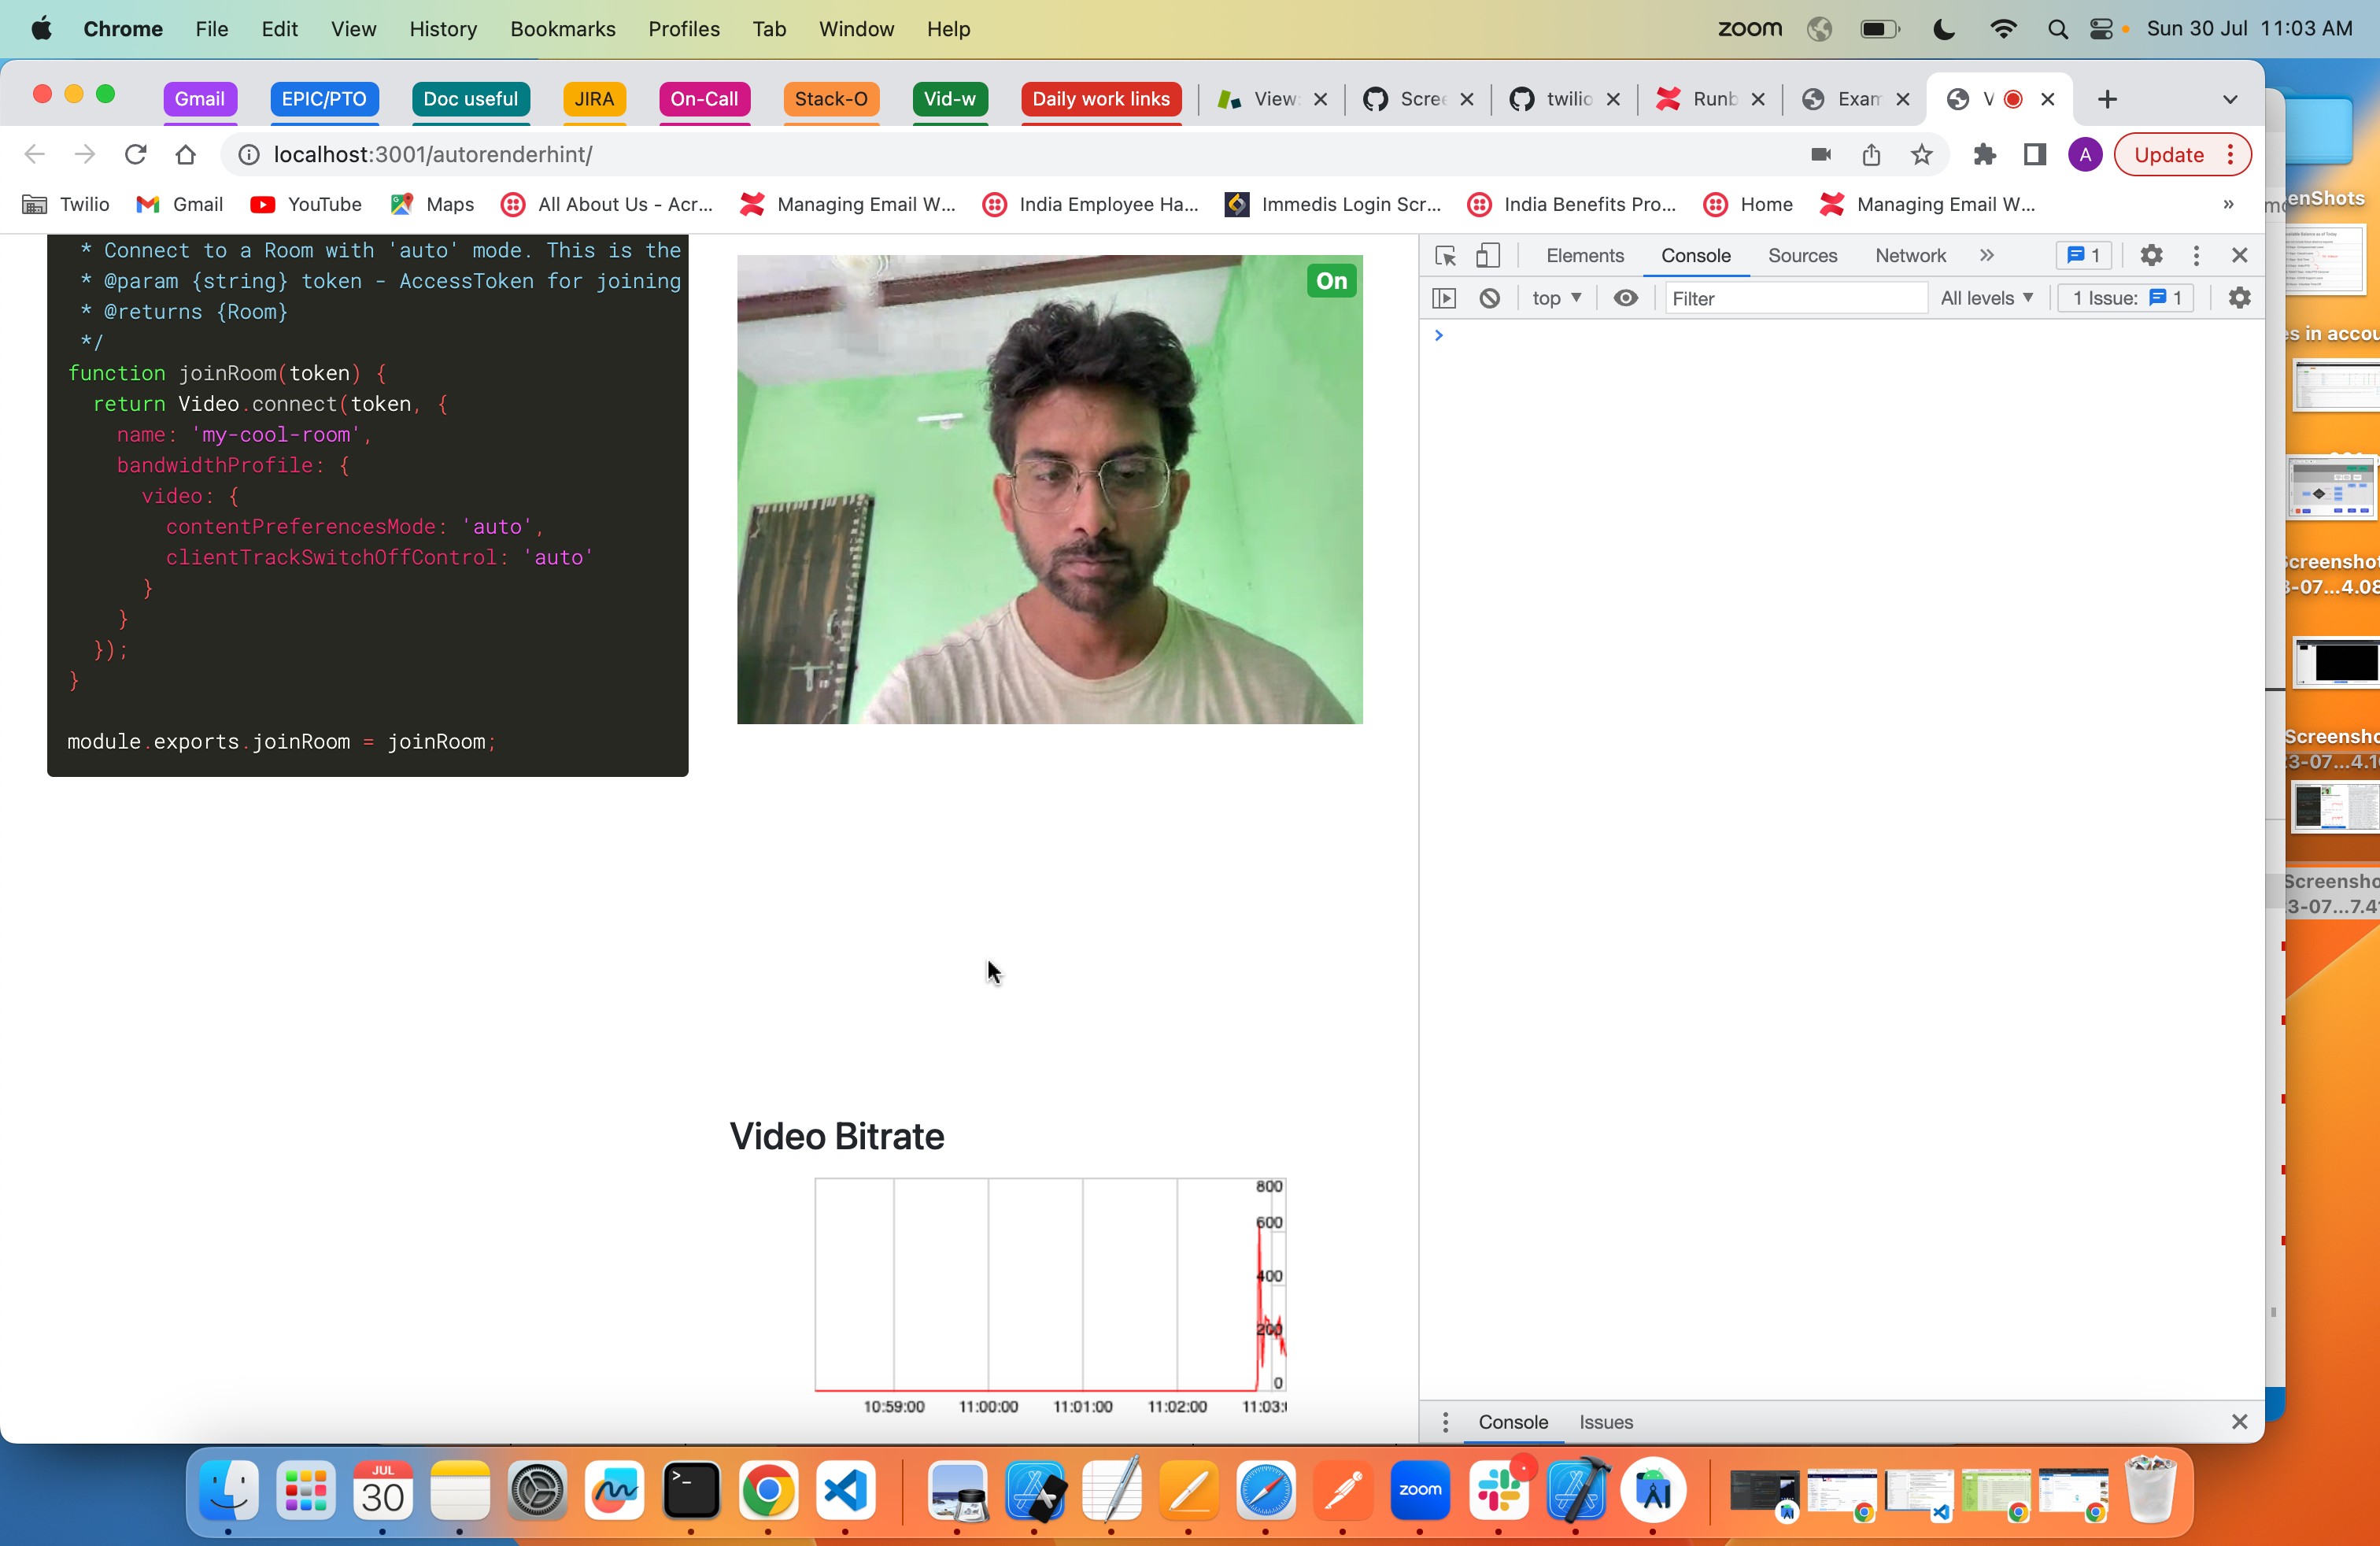 Chrome File Edit View History Bookmarks Profiles Tab Window Help zoom Sun 30 Jul 11:03 AM
Gmail EPIC/PTO Doc useful JIRA On-Call Stack-O Vid-w Daily work links View: Scree twilio Runb Exam V
localhost:3001/autorenderhint/ A Update
Twilio Gmail YouTube Maps All About Us - Acr... Managing Email W... India Employee Ha... Immedis Login Scr... India Benefits Pro... Home Managing Email W... »
enShots
* Connect to a Room with 'auto' mode. This is the
* @param {string} token - AccessToken for joining
* @returns {Room}
*/
function joinRoom(token) {
return Video.connect(token, {
name: 'my-cool-room',
bandwidthProfile: {
video: {
contentPreferencesMode: 'auto',
clientTrackSwitchOffControl: 'auto'
}
}
});
}
module.exports.joinRoom = joinRoom;
On
Elements Console Sources Network » 1
top Filter All levels 1 Issue: 1
es in accou
Screenshot
3-07...4.08
Screensho
23-07...4.1
Screensho
23-07...7.41
Video Bitrate
800
600
400
200
0
10:59:00 11:00:00 11:01:00 11:02:00 11:03:
Console Issues
JUL
30
zoom